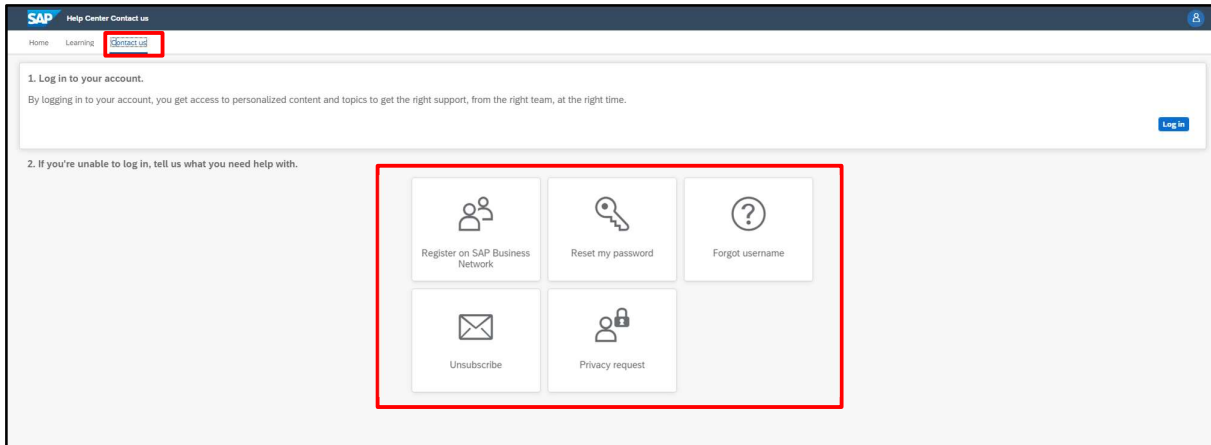 SAP Help Center Contact us
Home Learning Contact us
1. Log in to your account.
By logging in to your account, you get access to personalized content and topics to get the right support, from the right team, at the right time.
Log in
2. If you're unable to log in, tell us what you need help with.
Register on SAP Business
Network
Reset my password
Forgot username
Unsubscribe
Privacy request